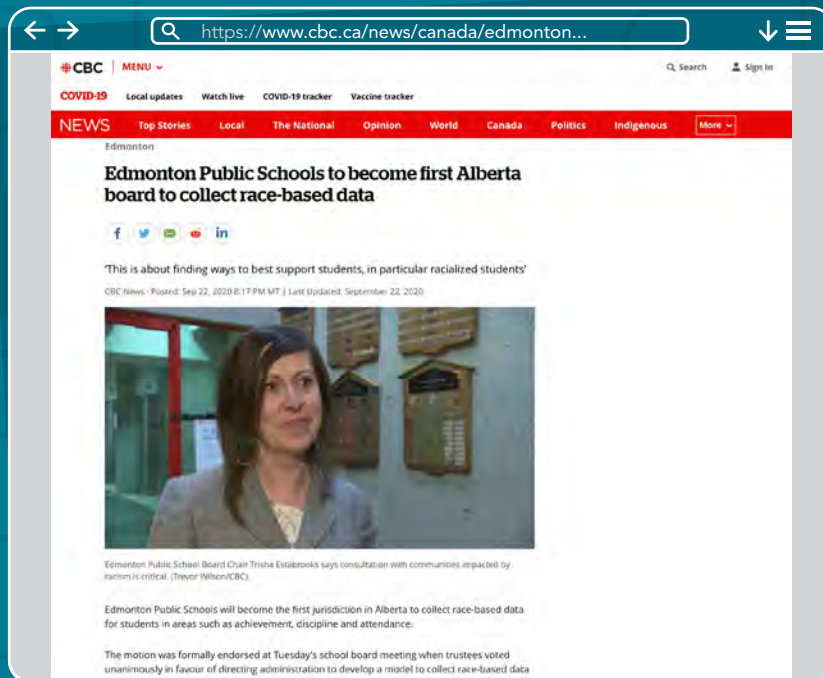 https://www.cbc.ca/news/canada/edmonton...
CBC MENU Search Sign In
COVID-19 Local updates Watch live COVID-19 tracker Vaccine tracker
NEWS Top Stories Local The National Opinion World Canada Politics Indigenous More
Edmonton
Edmonton Public Schools to become first Alberta
board to collect race-based data
f in
'This is about finding ways to best support students, in particular racialized students'
CBC News · Posted: Sep 22, 2020 8:17 PM MT | Last Updated: September 22, 2020
Edmonton Public School Board Chair Trisha Estabrooks says consultation with communities impacted by
racism is critical. (Trevor Wilson/CBC)
Edmonton Public Schools will become the first jurisdiction in Alberta to collect race-based data
for students in areas such as achievement, discipline and attendance.
The motion was formally endorsed at Tuesday's school board meeting when trustees voted
unanimously in favour of directing administration to develop a model to collect race-based data